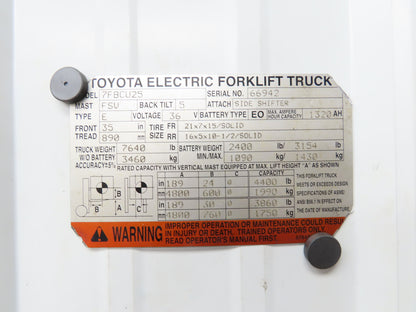 TOYOTA ELECTRIC FORKLIFT TRUCK
MODEL 7FBCU25 SERIAL NO. 66942
MAST FSV BACK TILT 5 ATTACH SIDE SHIFTER
TYPE E VOLTAGE 36 V BATTERY TYPE EO MAX. AMPERE HOUR CAPACITY 1320 AH
FRONT 35 in TIRE FR 21x7x15/SOLID
TREAD 890 mm SIZE RR 16x5x10-1/2/SOLID
TRUCK WEIGHT 7640 lb BATTERY WEIGHT 2400 lb 3154 lb
W/O BATTERY 3460 kg MIN./MAX. 1090 kg 1430 kg
ACCURACY ±5% RATED CAPACITY WITH VERTICAL MAST EQUIPPED AT MAX. LIFT HEIGHT "A" AS SHOWN
A B C CAPACITY THIS FORKLIFT TRUCK
in 189 24 0 4400 lb MEETS OR EXCEEDS DESIGN
mm 4800 600 0 1990 kg SPECIFICATIONS OF
in 189 30 0 3860 lb ANSI B56.1 IN EFFECT ON
mm 4800 760 0 1750 kg THE DATE OF MANUFACTURE.
B A C B
WARNING IMPROPER OPERATION OR MAINTENANCE COULD RESULT
IN INJURY OR DEATH. TRAINED OPERATORS ONLY.
READ OPERATOR'S MANUAL FIRST.